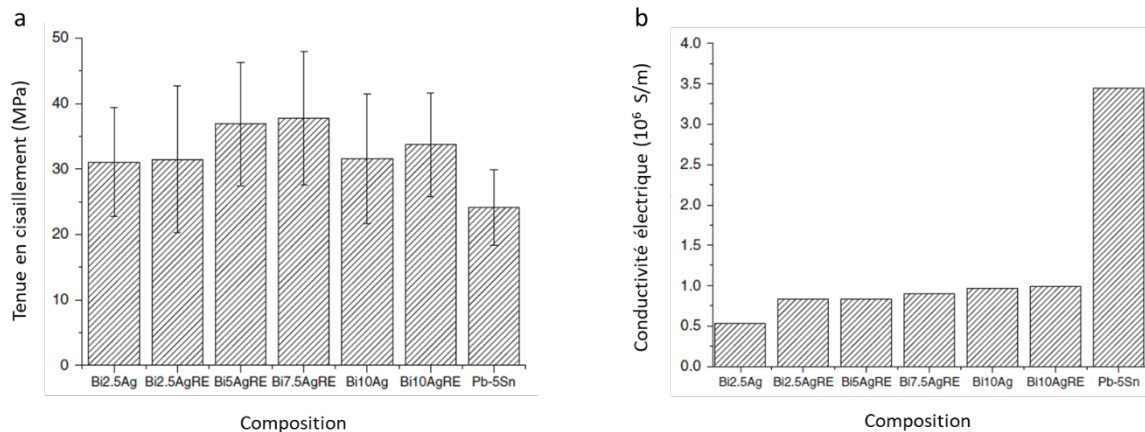 a
Tenue en cisaillement (MPa)
50
40
30
20
10
0
Bi2.5Ag Bi2.5AgRE Bi5AgRE Bi7.5AgRE Bi10Ag Bi10AgRE Pb-5Sn
Composition
b
Conductivité électrique (10⁶ S/m)
4.0
3.5
3.0
2.5
2.0
1.5
1.0
0.5
0.0
Bi2.5Ag Bi2.5AgRE Bi5AgRE Bi7.5AgRE Bi10Ag Bi10AgRE Pb-5Sn
Composition